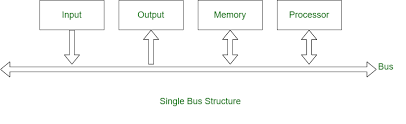 Input
Output
Memory
Processor
Bus
Single Bus Structure